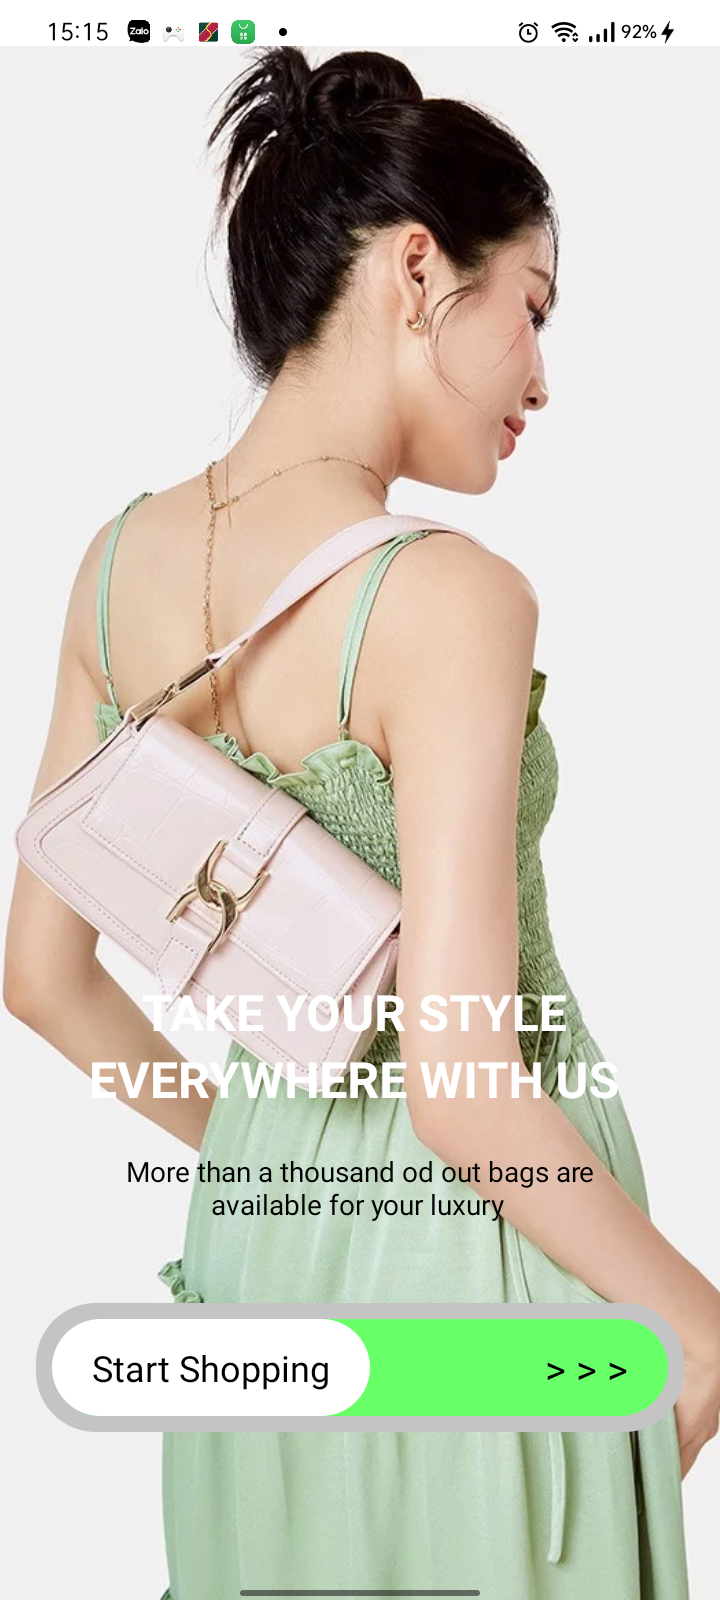 15:15 Zalo 92%
TAKE YOUR STYLE
EVERYWHERE WITH US
More than a thousand od out bags are
available for your luxury
Start Shopping > > >